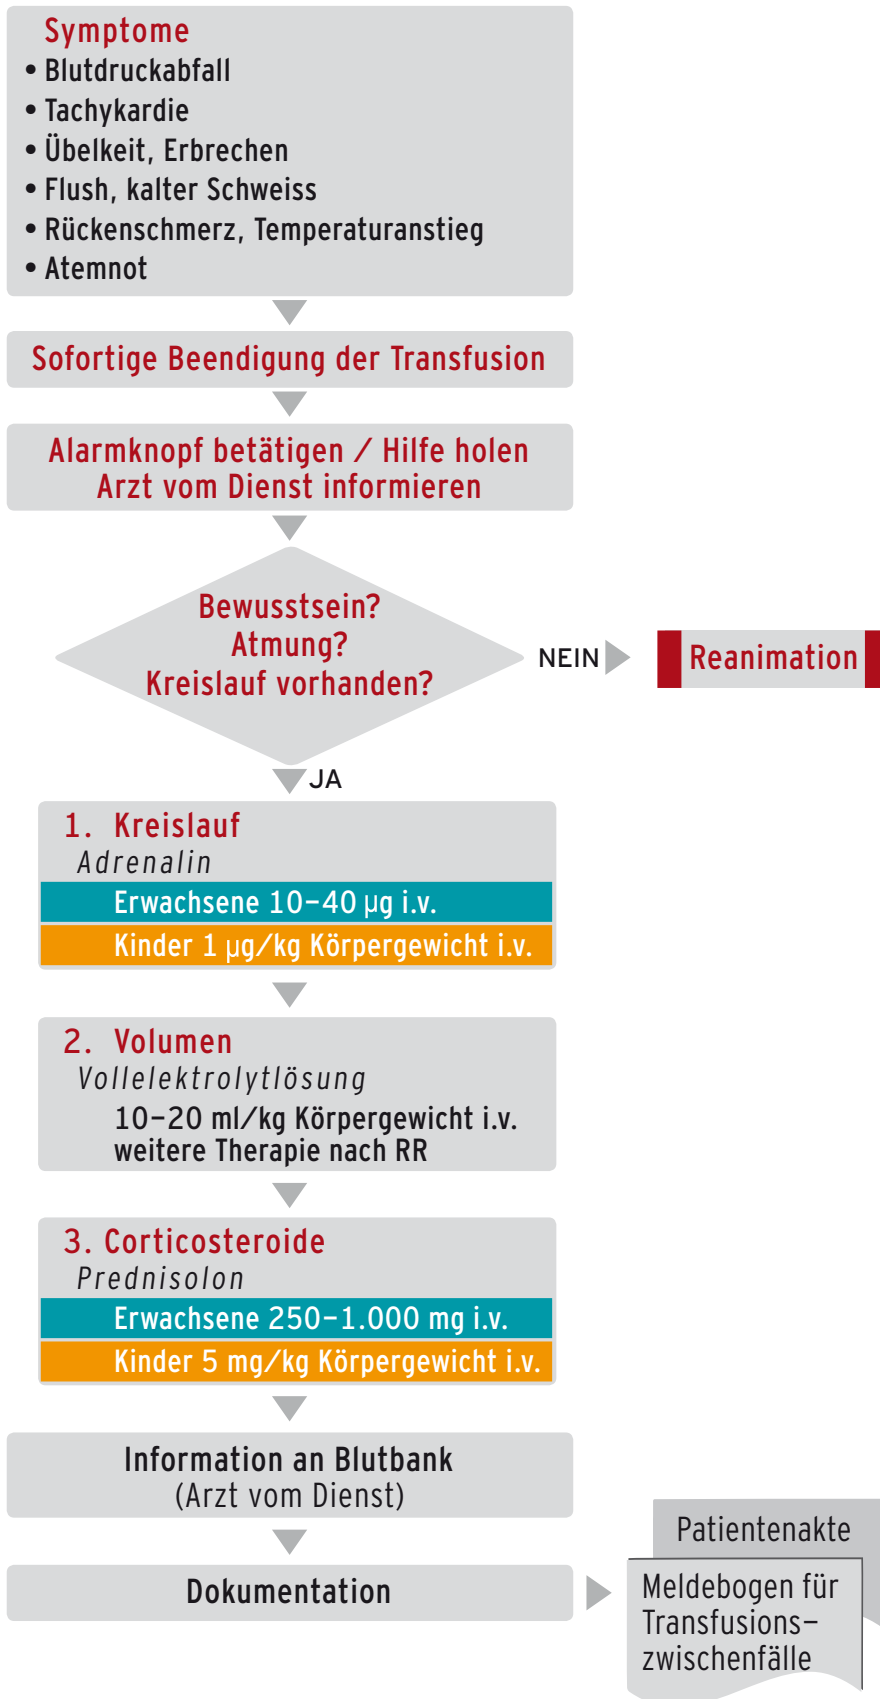 Symptome
• Blutdruckabfall
• Tachykardie
• Übelkeit, Erbrechen
• Flush, kalter Schweiss
• Rückenschmerz, Temperaturanstieg
• Atemnot
Sofortige Beendigung der Transfusion
Alarmknopf betätigen / Hilfe holen
Arzt vom Dienst informieren
Bewusstsein?
Atmung?
Kreislauf vorhanden?
NEIN
Reanimation
JA
1. Kreislauf
Adrenalin
Erwachsene 10–40 µg i.v.
Kinder 1 µg/kg Körpergewicht i.v.
2. Volumen
Vollelektrolytlösung
10–20 ml/kg Körpergewicht i.v.
weitere Therapie nach RR
3. Corticosteroide
Prednisolon
Erwachsene 250–1.000 mg i.v.
Kinder 5 mg/kg Körpergewicht i.v.
Information an Blutbank
(Arzt vom Dienst)
Dokumentation
Patientenakte
Meldebogen für
Transfusions–
zwischenfälle